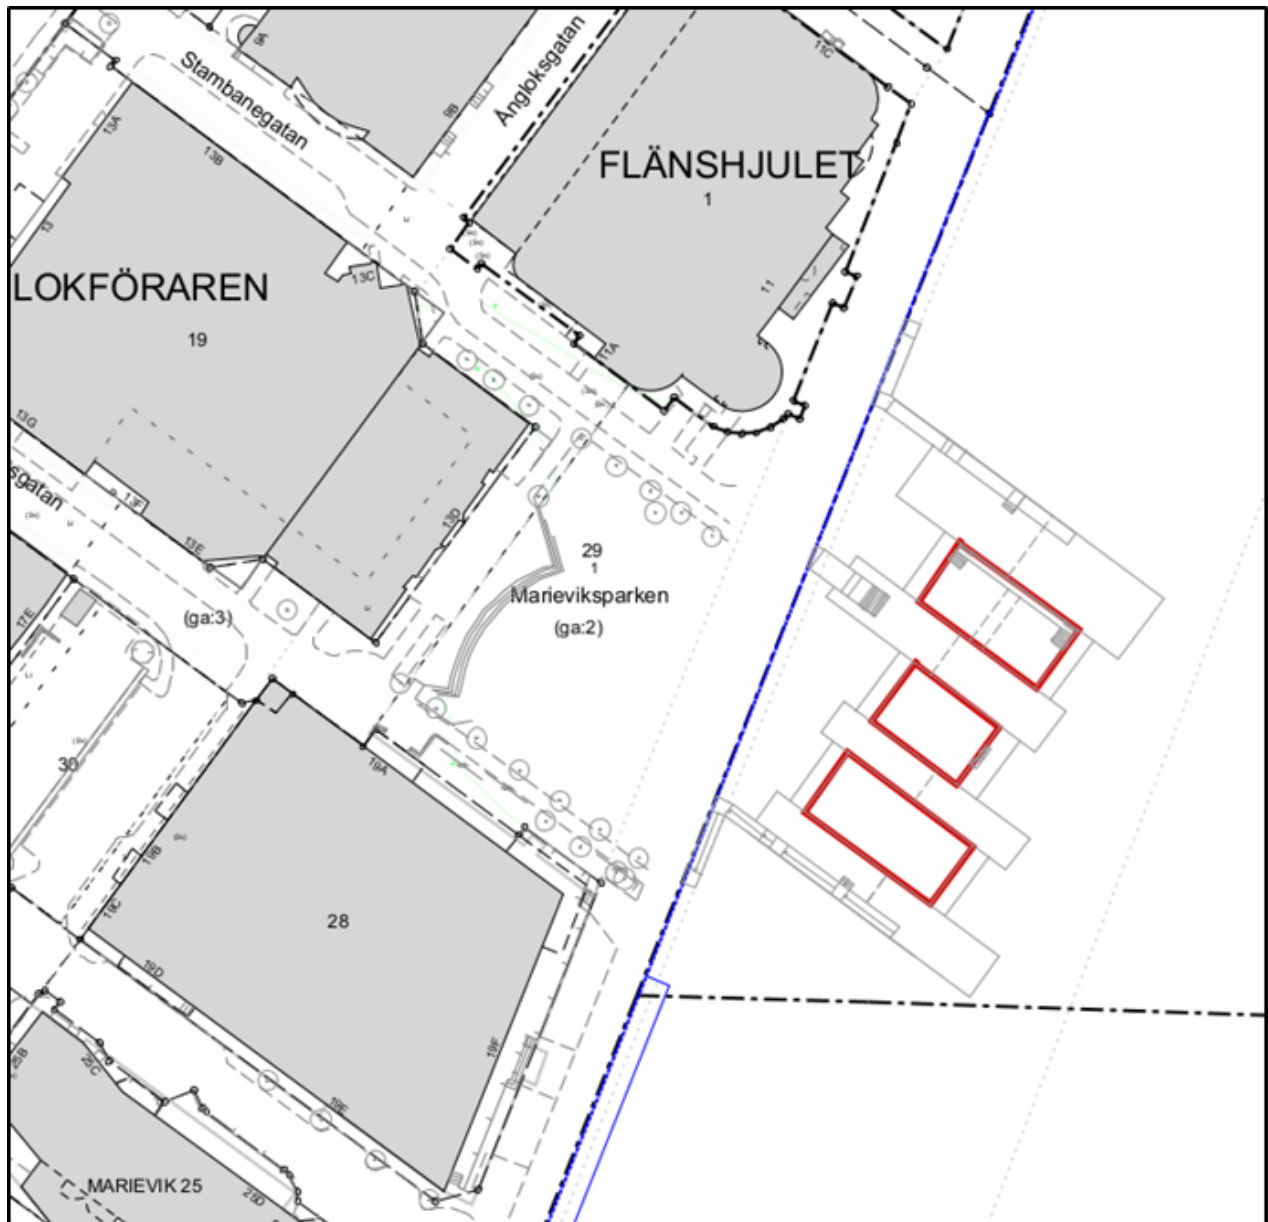 9A
11C
Stambanegatan
Ångloksgatan
9B
13A
13B
FLÄNSHJULET
1
13
LOKFÖRAREN
13C
11
19
11A
13G
sgatan
13F
13D
13E
29
1
Marieviksparken
(ga:2)
17E
(ga:3)
30
19A
19B
19C
28
19D
19F
25B
25C
19E
MARIEVIK 25
25D